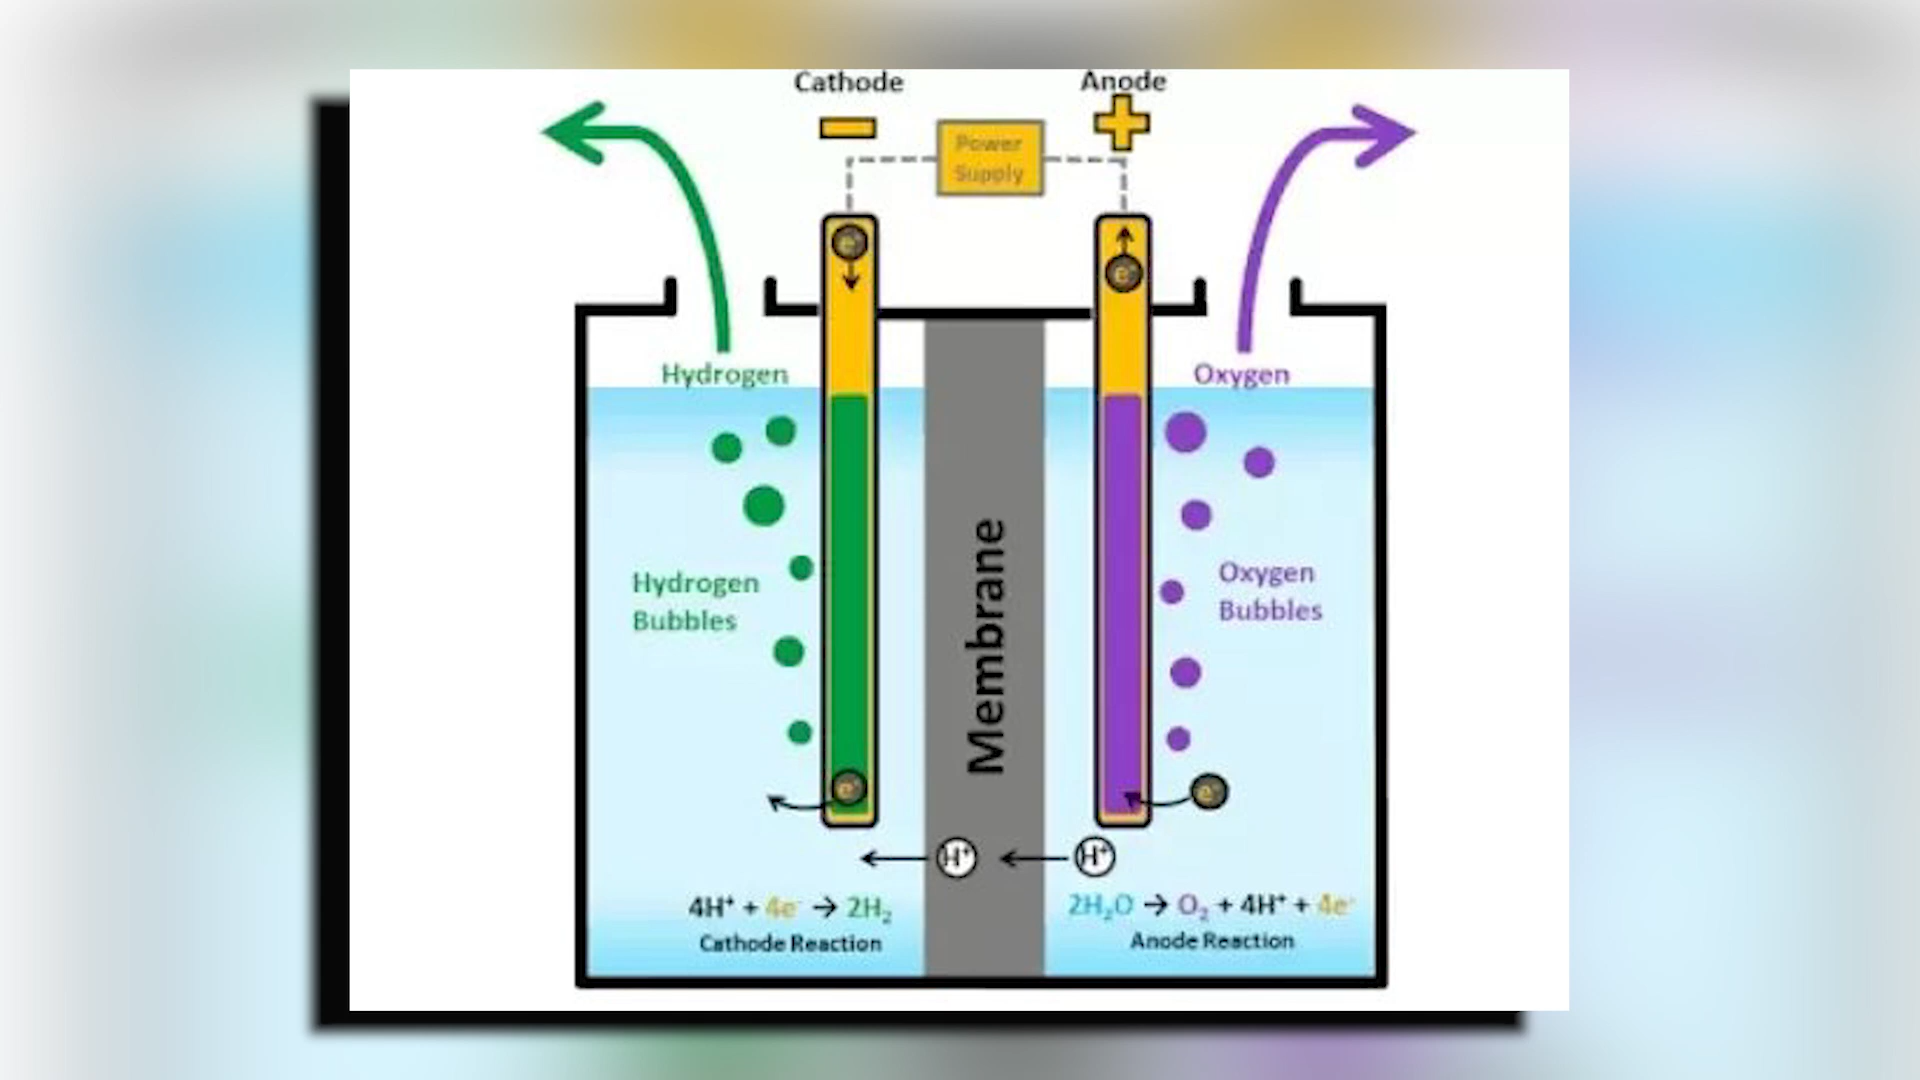 Cathode
Anode
Power
Supply
e⁻
e⁻
Hydrogen
Oxygen
Hydrogen
Bubbles
Membrane
Oxygen
Bubbles
e⁻
e⁻
H⁺
H⁺
4H⁺ + 4e⁻ → 2H₂
Cathode Reaction
2H₂O → O₂ + 4H⁺ + 4e⁻
Anode Reaction